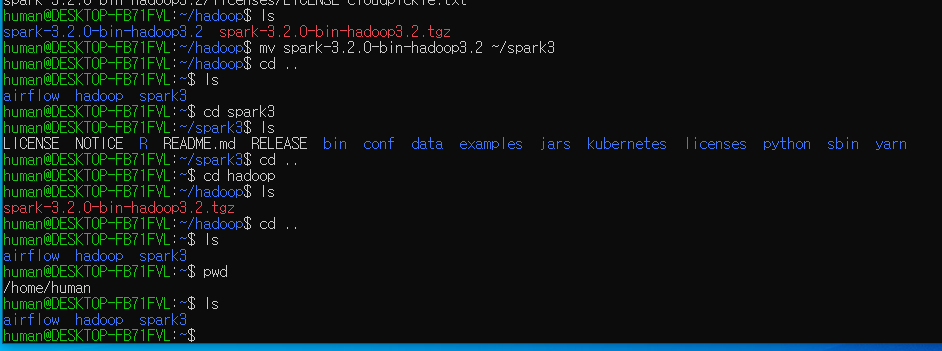 spark-3.2.0-bin-hadoop3.2/licenses/LICENSE-cloudpickle.txt
human@DESKTOP-FB71FVL:~/hadoop$ ls
spark-3.2.0-bin-hadoop3.2  spark-3.2.0-bin-hadoop3.2.tgz
human@DESKTOP-FB71FVL:~/hadoop$ mv spark-3.2.0-bin-hadoop3.2 ~/spark3
human@DESKTOP-FB71FVL:~/hadoop$ cd ..
human@DESKTOP-FB71FVL:~$ ls
airflow  hadoop  spark3
human@DESKTOP-FB71FVL:~$ cd spark3
human@DESKTOP-FB71FVL:~/spark3$ ls
LICENSE  NOTICE  R  README.md  RELEASE  bin  conf  data  examples  jars  kubernetes  licenses  python  sbin  yarn
human@DESKTOP-FB71FVL:~/spark3$ cd ..
human@DESKTOP-FB71FVL:~$ cd hadoop
human@DESKTOP-FB71FVL:~/hadoop$ ls
spark-3.2.0-bin-hadoop3.2.tgz
human@DESKTOP-FB71FVL:~/hadoop$ cd ..
human@DESKTOP-FB71FVL:~$ ls
airflow  hadoop  spark3
human@DESKTOP-FB71FVL:~$ pwd
/home/human
human@DESKTOP-FB71FVL:~$ ls
airflow  hadoop  spark3
human@DESKTOP-FB71FVL:~$